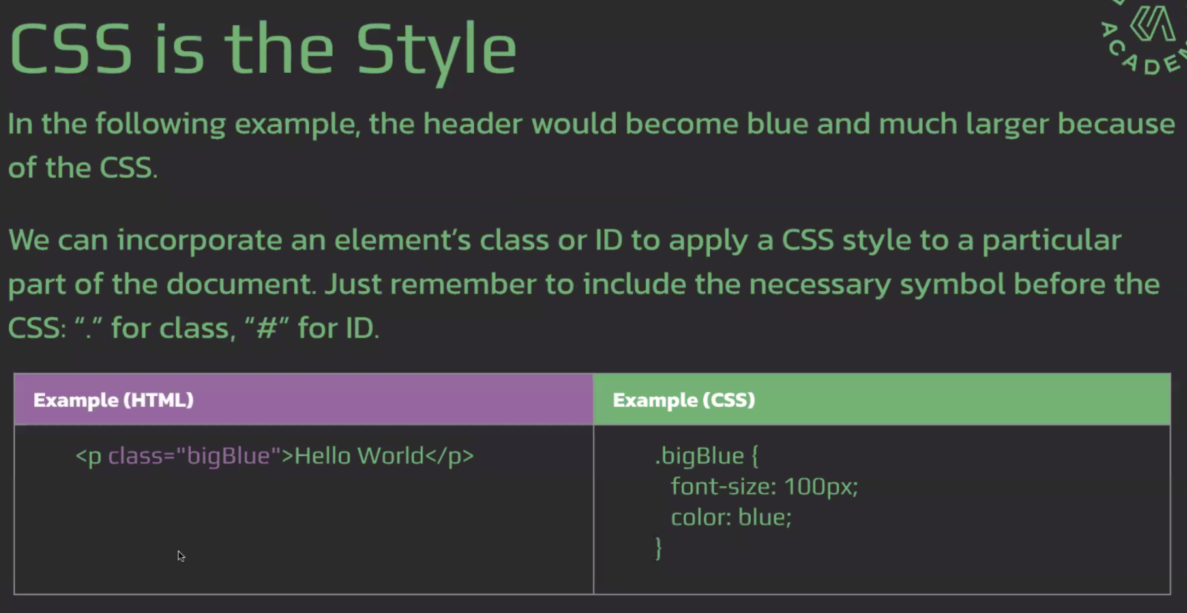 CSS is the Style
In the following example, the header would become blue and much larger because
of the CSS.
We can incorporate an element’s class or ID to apply a CSS style to a particular
part of the document. Just remember to include the necessary symbol before the
CSS: “.” for class, “#” for ID.
Example (HTML)
<p class="bigBlue">Hello World</p>
Example (CSS)
.bigBlue {
font-size: 100px;
color: blue;
}